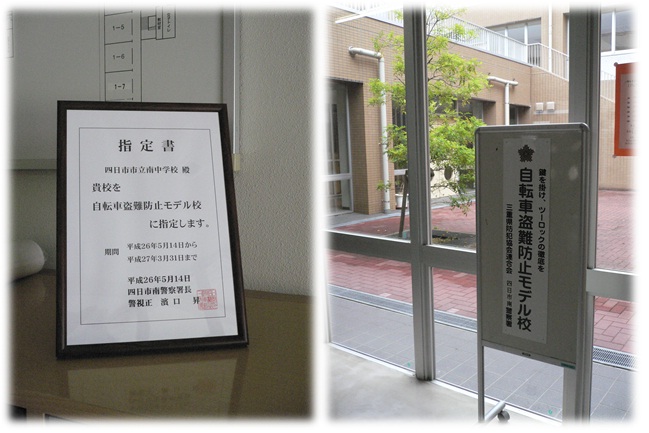 1-5
1-6
1-7
指定書
四日市市立南中学校 殿
貴校を
自転車盗難防止モデル校
に指定します。
期間 平成26年5月14日から
平成27年3月31日まで
平成26年5月14日
四日市南警察署長
警視正 濵口 昇
鍵を掛け、ツーロックの徹底を
自転車盗難防止モデル校
三重県防犯協会連合会 四日市南警察署